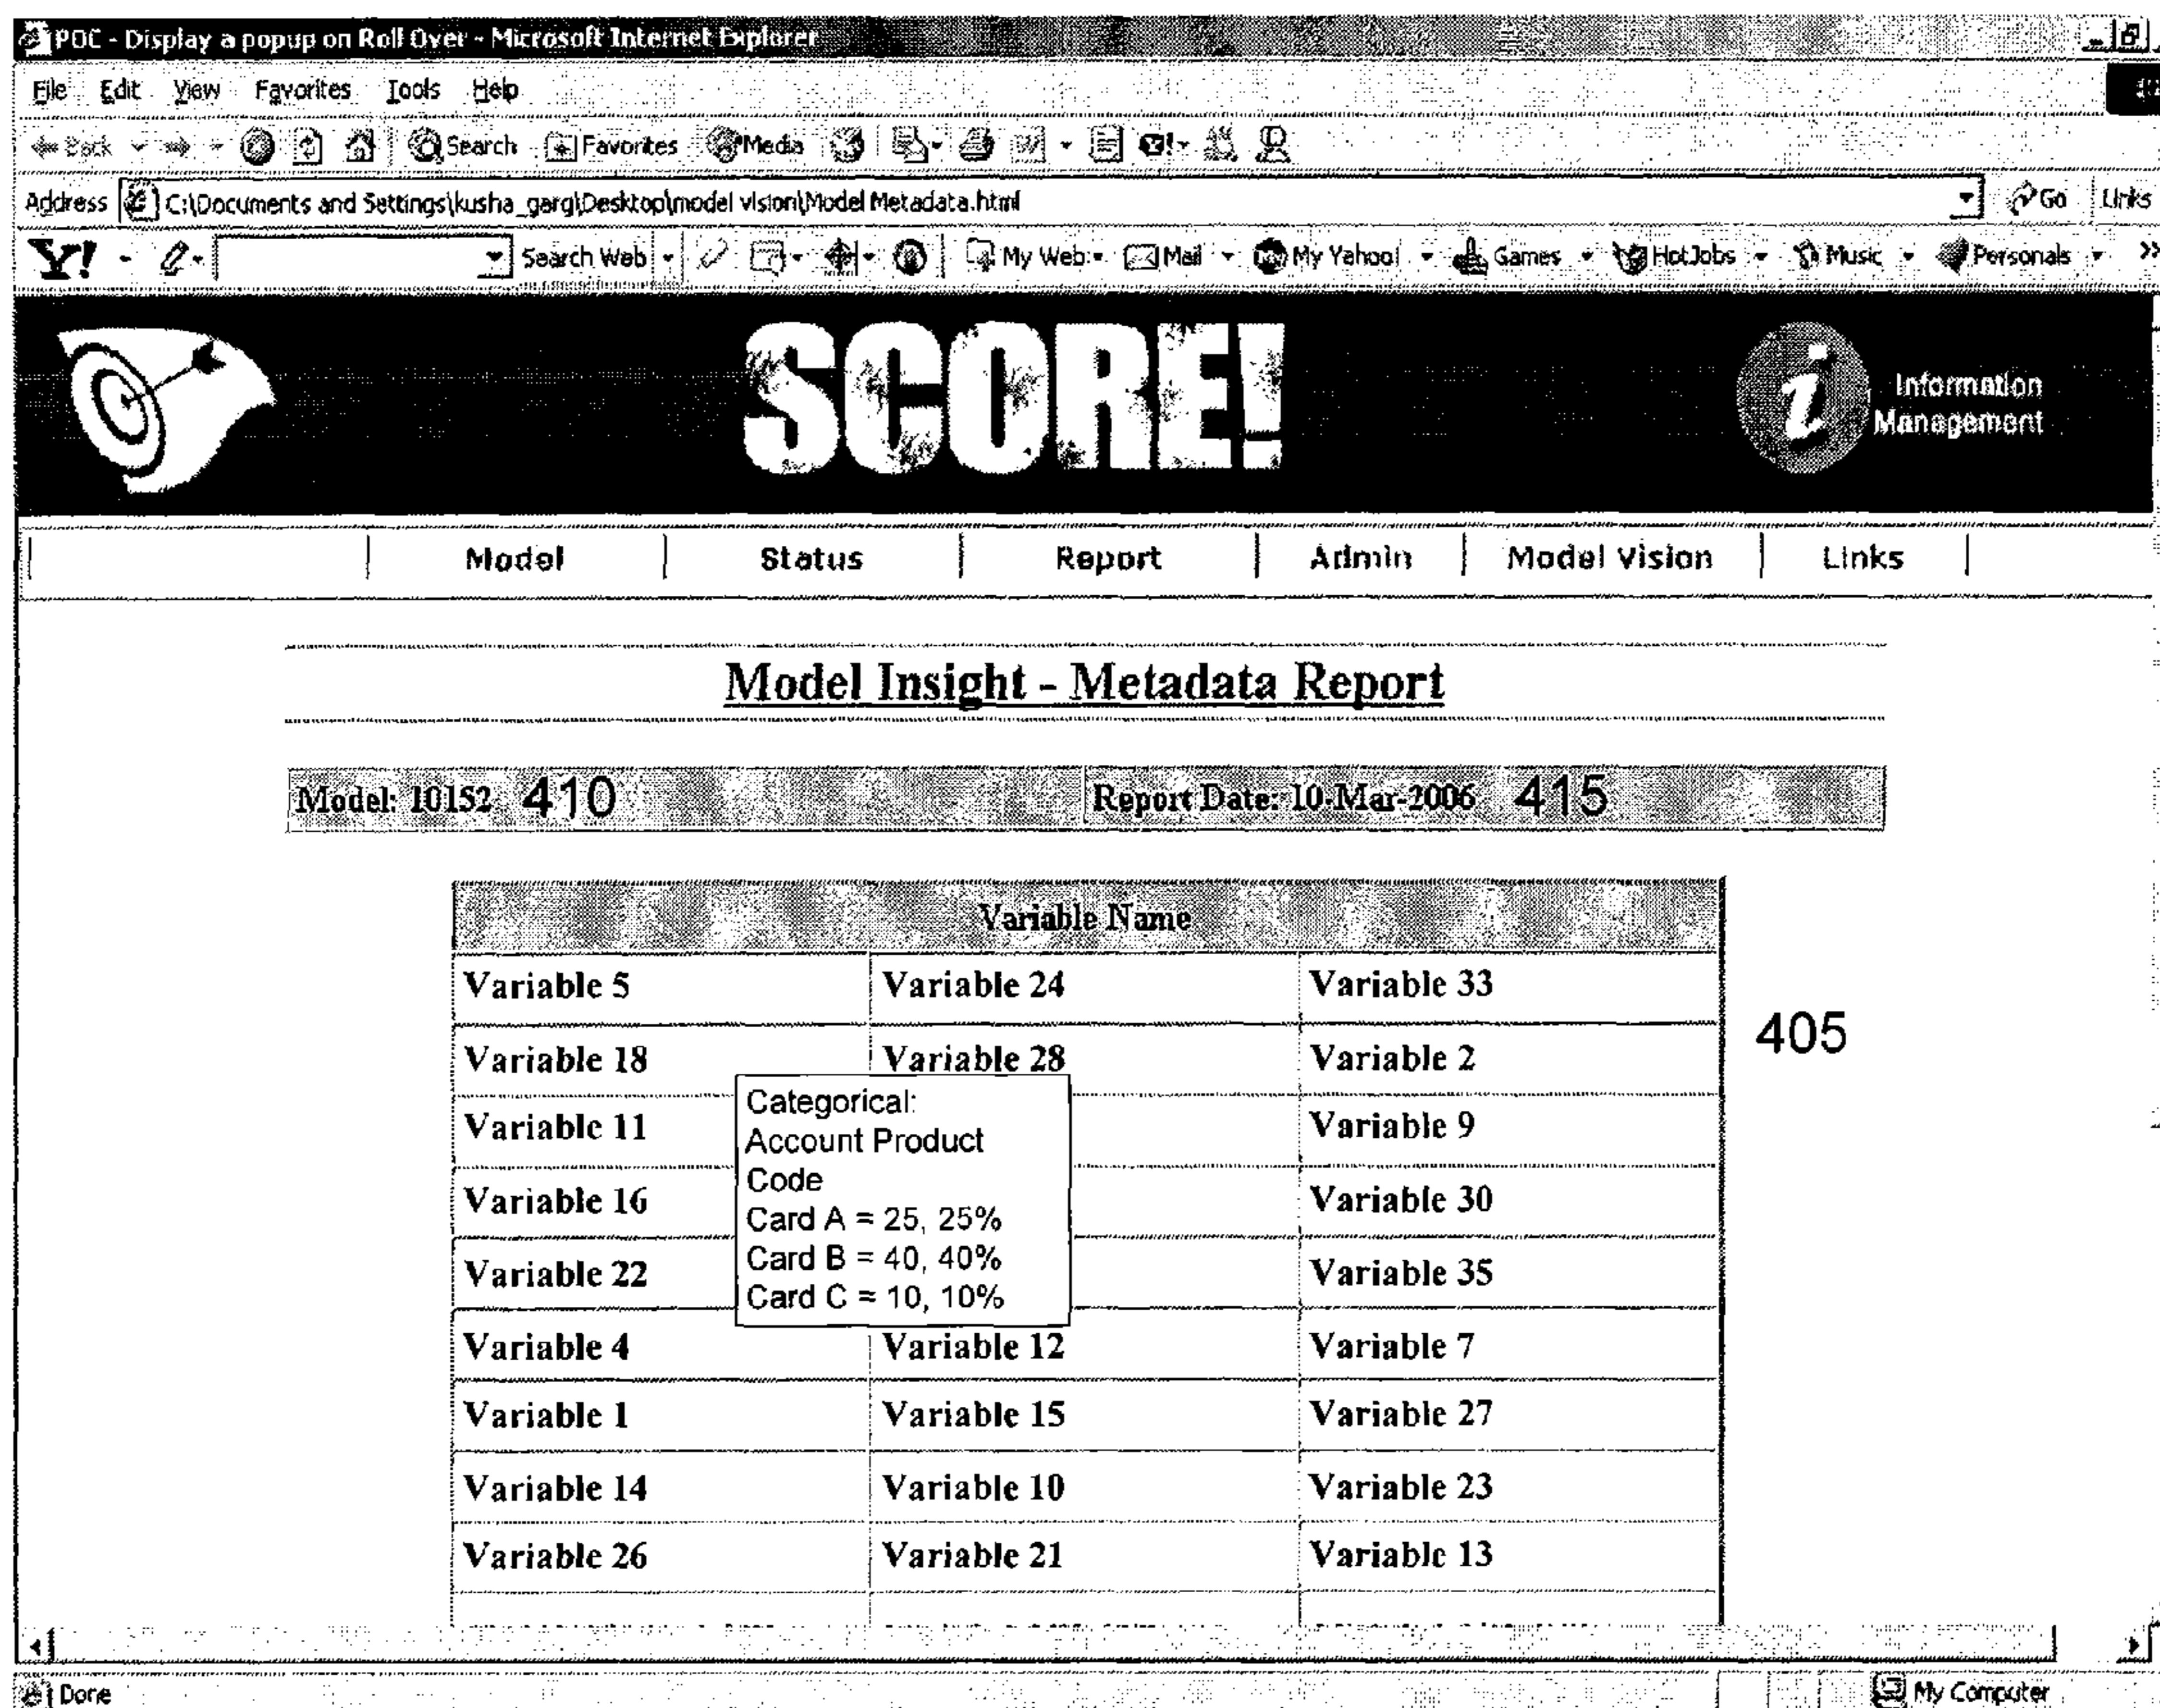 POC - Display a popup on Roll Over - Microsoft Internet Explorer
File Edit View Favorites Tools Help
Back Search Favorites Media
Address C:\Documents and Settings\kusha_garg\Desktop\model vision\Model Metadata.html Go Links
Y! Search Web My Web Mail My Yahoo! Games HotJobs Music Personals »
SCORE!
i Information
Management
Model Status Report Admin Model Vision Links
Model Insight - Metadata Report
Model: 10152 410 Report Date: 10-Mar-2006 415
Variable Name
Variable 5 Variable 24 Variable 33
405
Variable 18 Variable 28 Variable 2
Variable 11 Variable 9
Variable 16 Variable 30
Variable 22 Variable 35
Categorical:
Account Product
Code
Card A = 25, 25%
Card B = 40, 40%
Card C = 10, 10%
Variable 4 Variable 12 Variable 7
Variable 1 Variable 15 Variable 27
Variable 14 Variable 10 Variable 23
Variable 26 Variable 21 Variable 13
Done My Computer